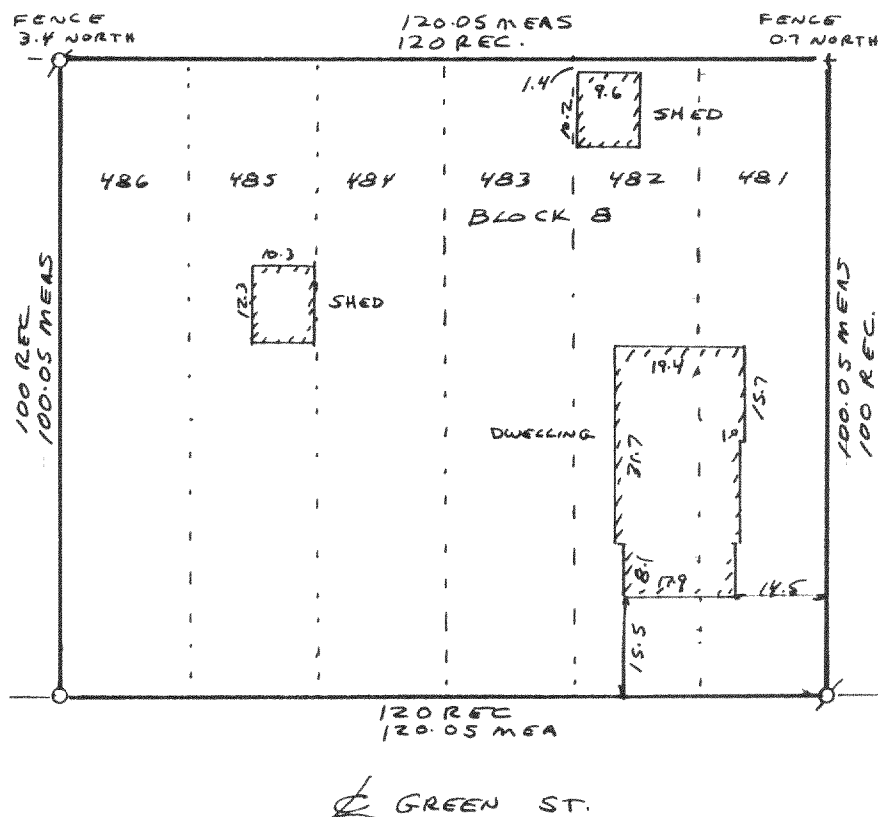 FENCE
3.4 NORTH
120.05 MEAS
120 REC.
FENCE
0.7 NORTH
1.4
9.6
10.2
SHED
486
485
484
483
482
481
BLOCK 8
10.3
12.3
SHED
100 REC
100.05 MEAS
100.05 MEAS
100 REC.
19.4
15.7
DWELLING
31.7
8.1
17.9
14.5
15.5
120 REC
120.05 MEA
℄ GREEN ST.